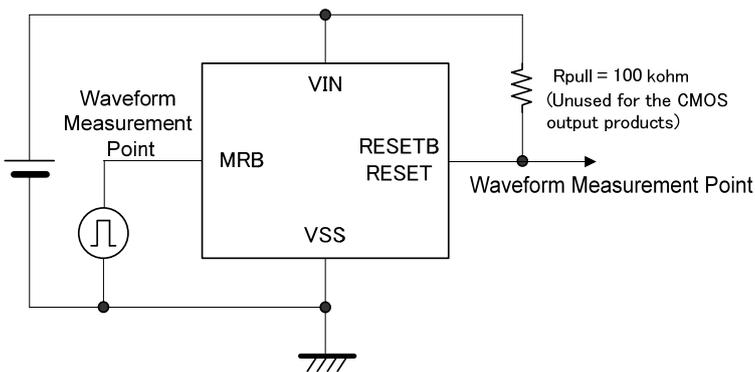 VIN
Rpull = 100 kohm
(Unused for the CMOS
output products)
Waveform
Measurement
Point
MRB
RESETB
RESET
Waveform Measurement Point
VSS